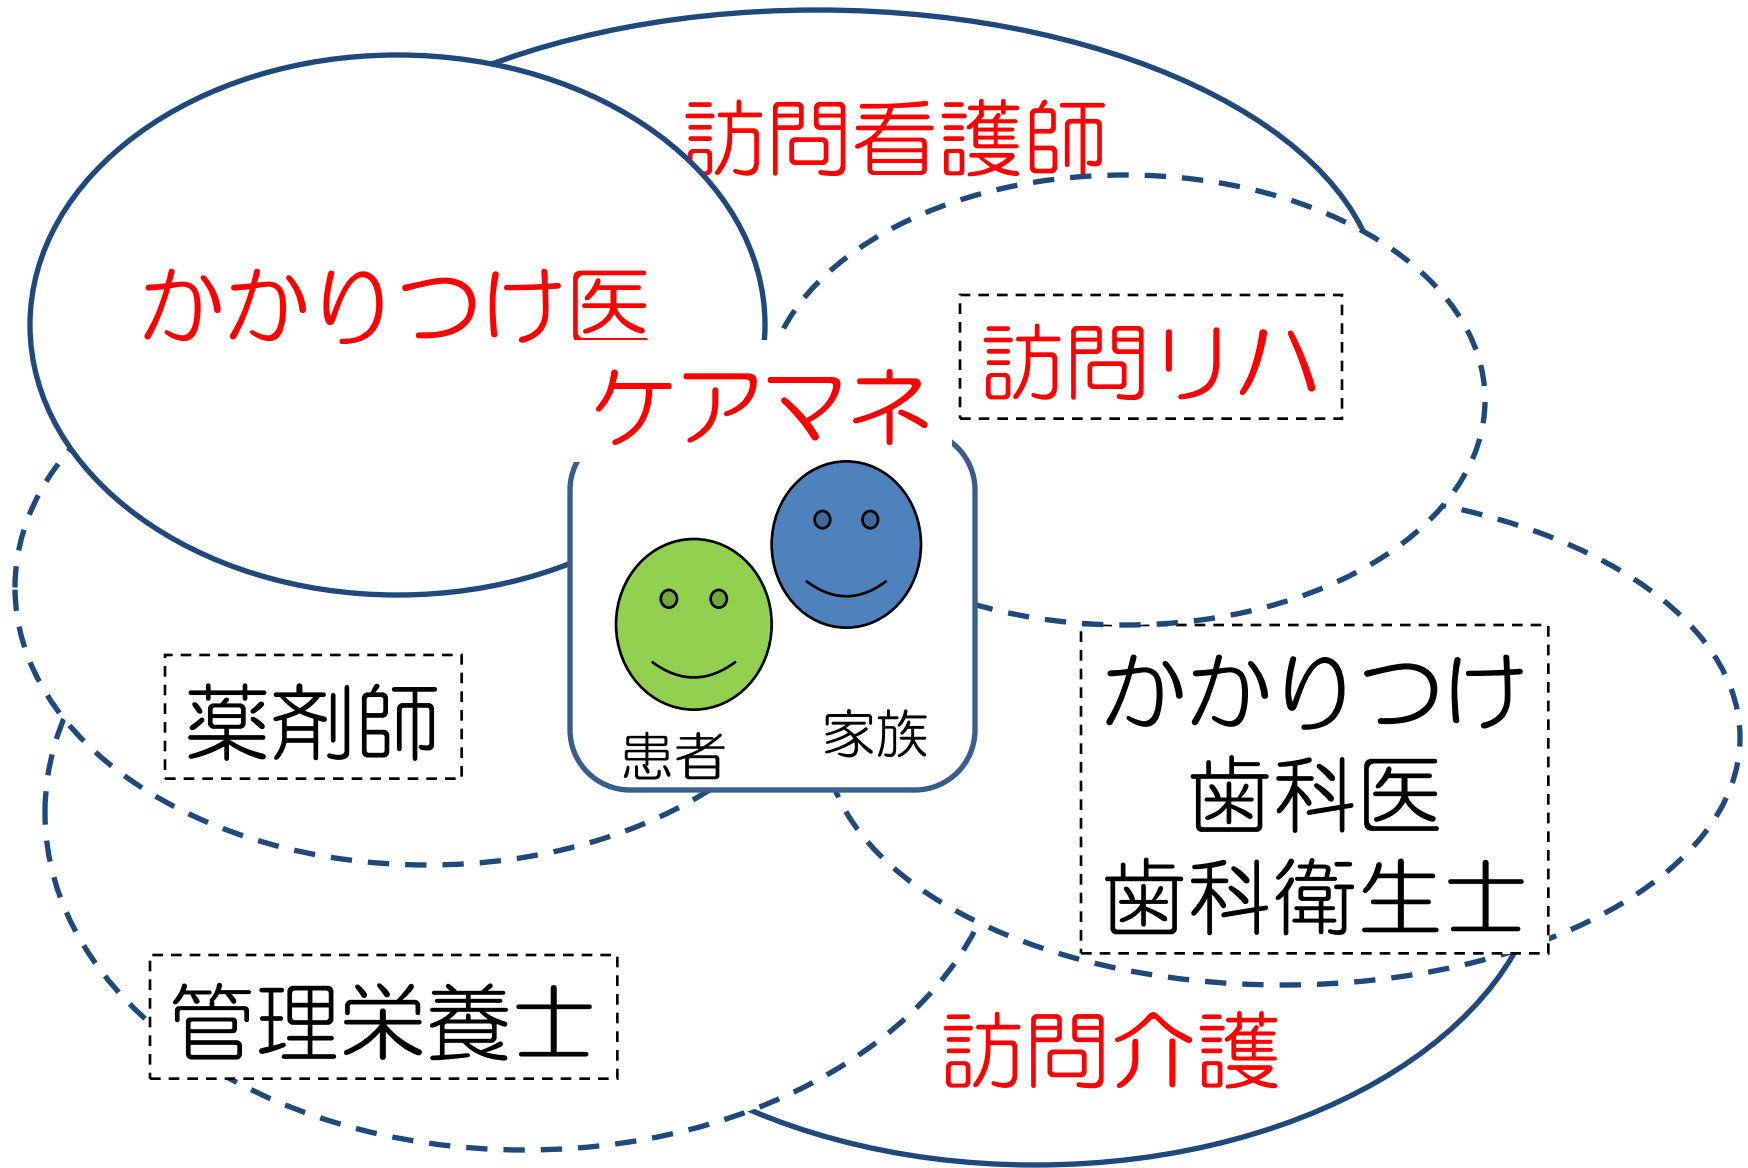 訪問看護師
かかりつけ医
訪問リハ
ケアマネ
薬剤師
患者
家族
かかりつけ
歯科医
歯科衛生士
管理栄養士
訪問介護